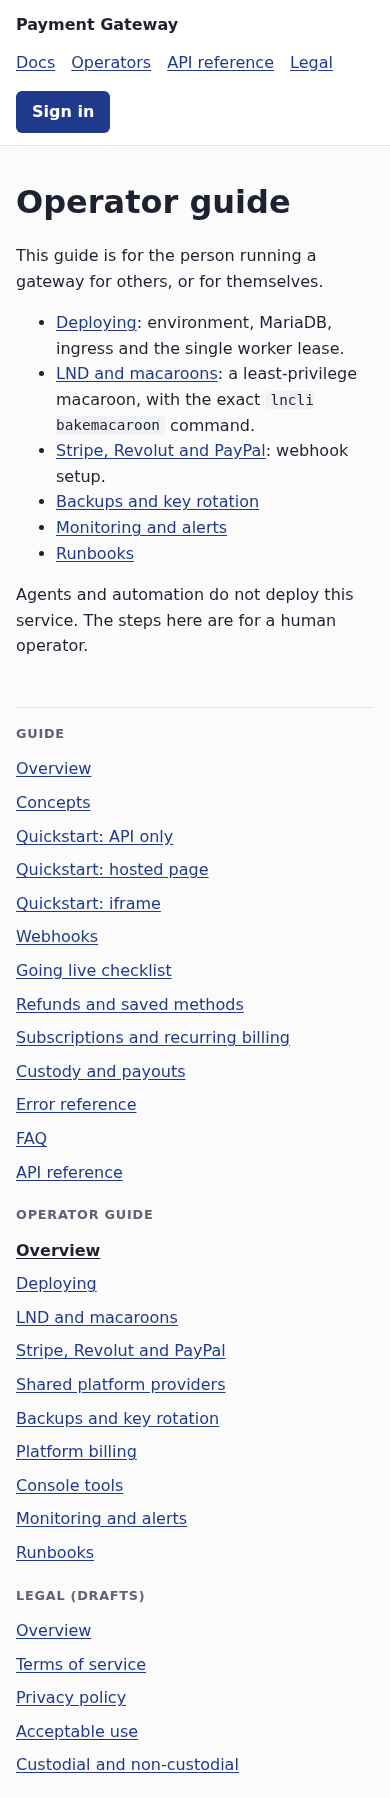 Payment Gateway
Docs Operators API reference Legal
Sign in
Operator guide
This guide is for the person running a
gateway for others, or for themselves.
• Deploying: environment, MariaDB,
ingress and the single worker lease.
• LND and macaroons: a least-privilege
macaroon, with the exact lncli
bakemacaroon command.
• Stripe, Revolut and PayPal: webhook
setup.
• Backups and key rotation
• Monitoring and alerts
• Runbooks
Agents and automation do not deploy this
service. The steps here are for a human
operator.
GUIDE
Overview
Concepts
Quickstart: API only
Quickstart: hosted page
Quickstart: iframe
Webhooks
Going live checklist
Refunds and saved methods
Subscriptions and recurring billing
Custody and payouts
Error reference
FAQ
API reference
OPERATOR GUIDE
Overview
Deploying
LND and macaroons
Stripe, Revolut and PayPal
Shared platform providers
Backups and key rotation
Platform billing
Console tools
Monitoring and alerts
Runbooks
LEGAL (DRAFTS)
Overview
Terms of service
Privacy policy
Acceptable use
Custodial and non-custodial